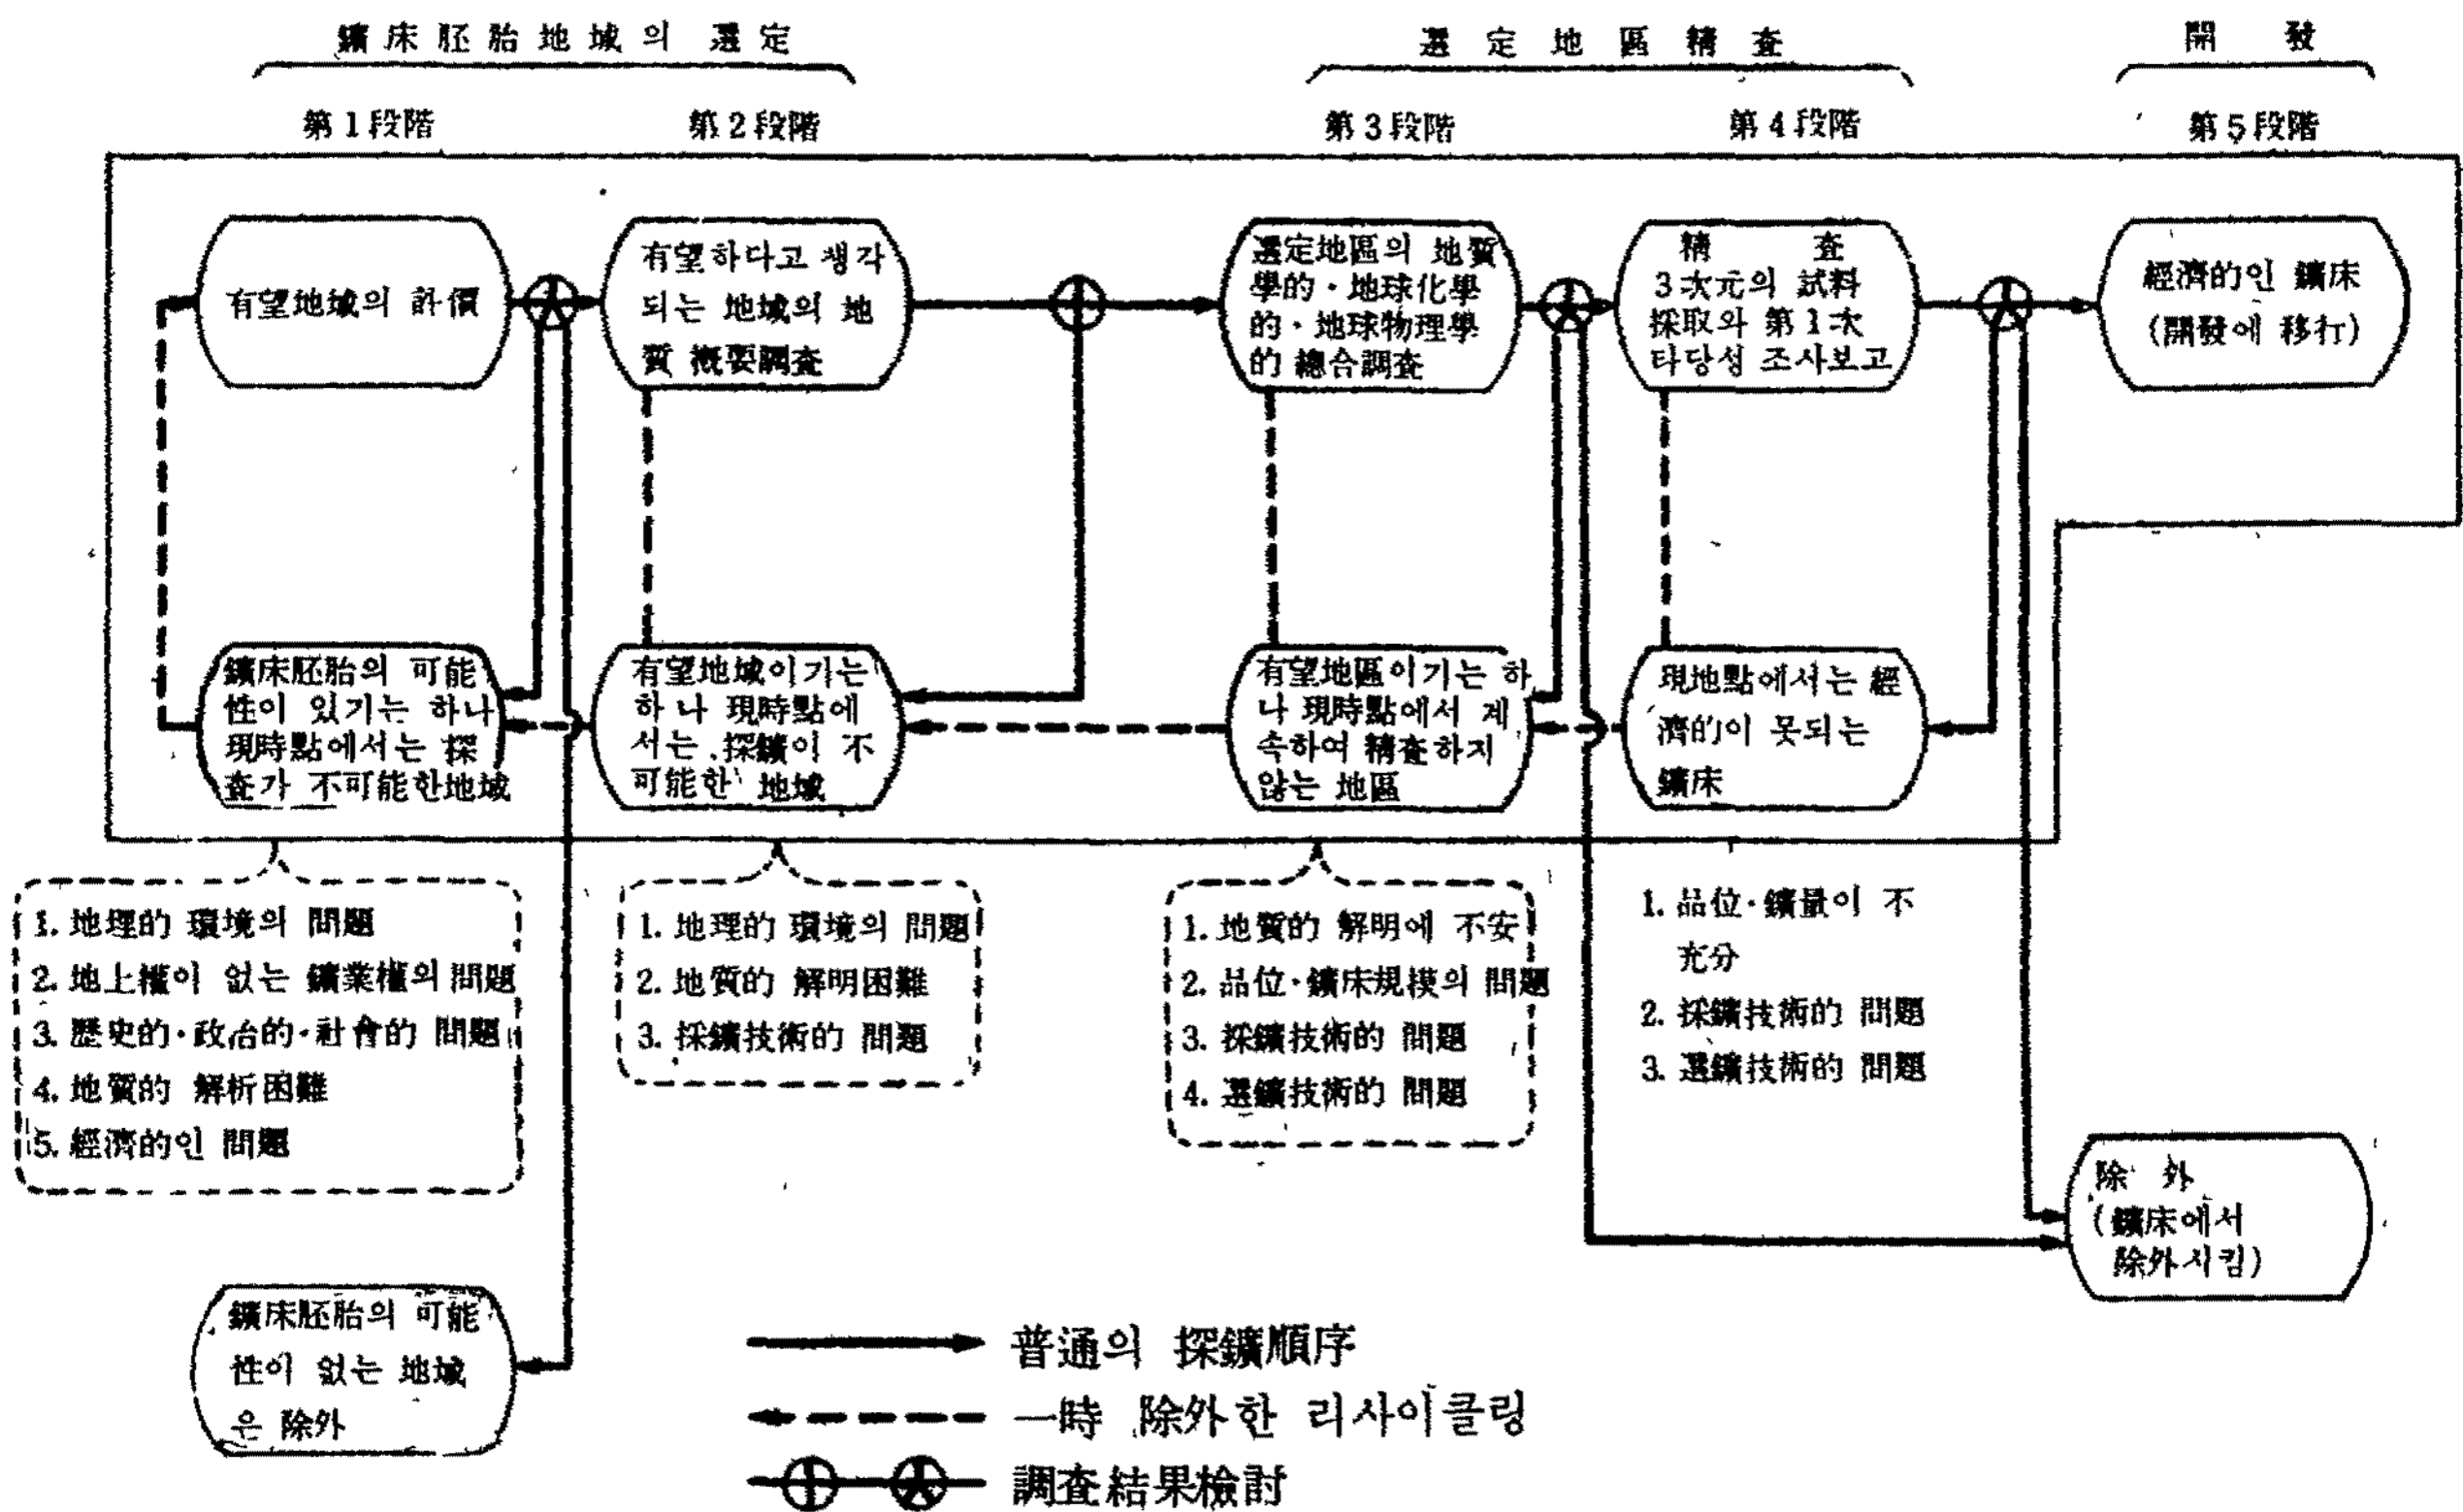 鑛床胚胎地域의 選定
選定地區精査
開發
第1段階
第2段階
第3段階
第4段階
第5段階
有望地域의 評價
有望하다고 생각
되는 地域의 地
質 槪要調査
選定地區의 地質
學的·地球化學
的·地球物理學
的 總合調査
精査
3次元의 試料
採取와 第1次
타당성 조사보고
經濟的인 鑛床
(開發에 移行)
鑛床胚胎의 可能
性이 있기는 하나
現時點에서는 探
査가 不可能한地域
有望地域이기는
하나 現時點에
서는 探鑛이 不
可能한 地域
有望地區이기는 하
나 現時點에서 계
속하여 精査하지
않는 地區
現地點에서는 經
濟的이 못되는
鑛床
1. 地理的 環境의 問題
2. 地上權이 없는 鑛業權의 問題
3. 歷史的·政治的·社會的 問題
4. 地質的 解析困難
5. 經濟的인 問題
1. 地理的 環境의 問題
2. 地質的 解明困難
3. 採鑛技術的 問題
1. 地質的 解明에 不安
2. 品位·鑛床規模의 問題
3. 採鑛技術的 問題
4. 選鑛技術的 問題
1. 品位·鑛量이 不
充分
2. 採鑛技術的 問題
3. 選鑛技術的 問題
除外
(鑛床에서
除外시킴)
鑛床胚胎의 可能
性이 없는 地域
은 除外
普通의 探鑛順序
一時 除外한 리사이클링
調査結果檢討